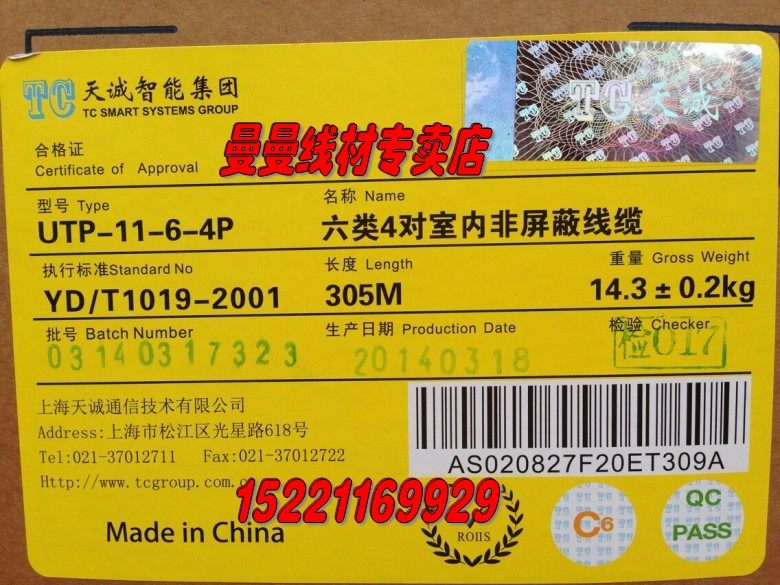 TC 天诚智能集团
TC SMART SYSTEMS GROUP
TC 天诚
合格证
Certificate of Approval
曼曼线材专卖店
型号 Type
UTP-11-6-4P
名称 Name
六类4对室内非屏蔽线缆
执行标准Standard No
YD/T1019-2001
长度 Length
305M
重量 Gross Weight
14.3 ± 0.2kg
批号 Batch Number
03140317323
生产日期 Production Date
20140318
检验 Checker
检017
上海天诚通信技术有限公司
Address:上海市松江区光星路618号
Tel:021-37012711 Fax:021-37012722
Http://www.tcgroup.com.cn
AS020827F20ET309A
15221169929
Made in China
ROHS
C6
QC
PASS